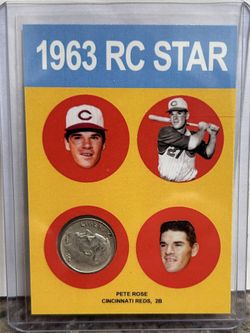 1963 RC STAR
PETE ROSE
CINCINNATI REDS, 2B